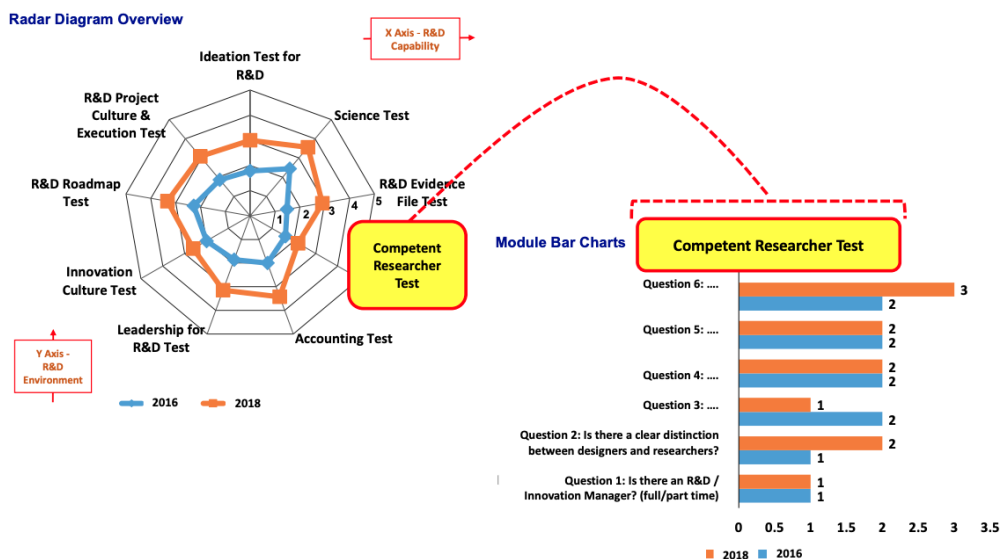 Radar Diagram Overview
X Axis - R&D
Capability
Ideation Test for
R&D
R&D Project
Culture &
Execution Test
Science Test
R&D Roadmap
Test
R&D Evidence
File Test
1
2
3
4
5
Competent
Researcher
Test
Innovation
Culture Test
Leadership for
R&D Test
Accounting Test
Y Axis -
R&D
Environment
2016
2018
Module Bar Charts
Competent Researcher Test
Question 6: ....
3
2
Question 5: ....
2
2
Question 4: ....
2
2
Question 3: ....
1
2
Question 2: Is there a clear distinction
between designers and researchers?
2
1
Question 1: Is there an R&D /
Innovation Manager? (full/part time)
1
1
0 0.5 1 1.5 2 2.5 3 3.5
2018 2016